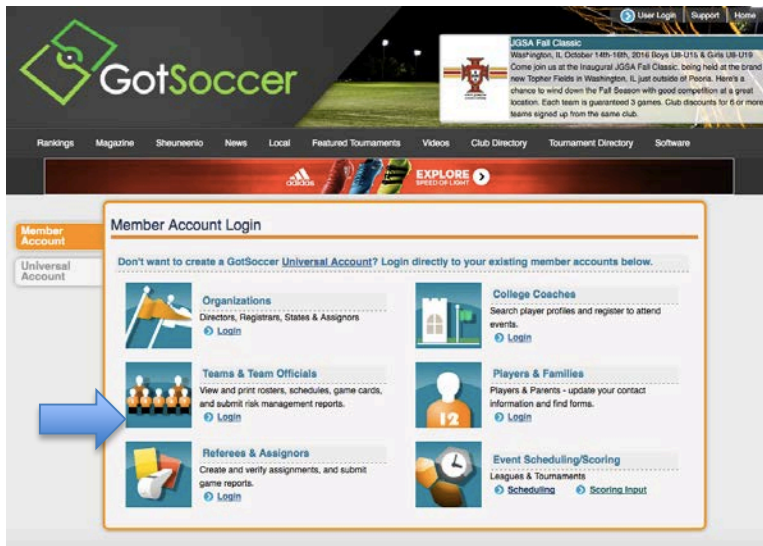 User Login Support Home
JGSA Fall Classic
Washington, IL October 14th-16th, 2016 Boys U8-U15 & Girls U8-U19
Come join us at the Inaugural JGSA Fall Classic, being held at the brand
new Topher Fields in Washington, IL just outside of Peoria. Here's a
chance to wind down the Fall Season with good competition at a great
location. Each team is guaranteed 3 games. Club discounts for 6 or more
teams signed up from the same club.
GotSoccer
Rankings Magazine Sheuneenio News Local Featured Tournaments Videos Club Directory Tournament Directory Software
adidas
EXPLORE
SPEED OF LIGHT
Member
Account
Universal
Account
Member Account Login
Don't want to create a GotSoccer Universal Account? Login directly to your existing member accounts below.
Organizations
Directors, Registrars, States & Assignors
Login
College Coaches
Search player profiles and register to attend
events.
Login
Teams & Team Officials
View and print rosters, schedules, game cards,
and submit risk management reports.
Login
12
Players & Families
Players & Parents - update your contact
information and find forms.
Login
Referees & Assignors
Create and verify assignments, and submit
game reports.
Login
Event Scheduling/Scoring
Leagues & Tournaments
Scheduling Scoring Input